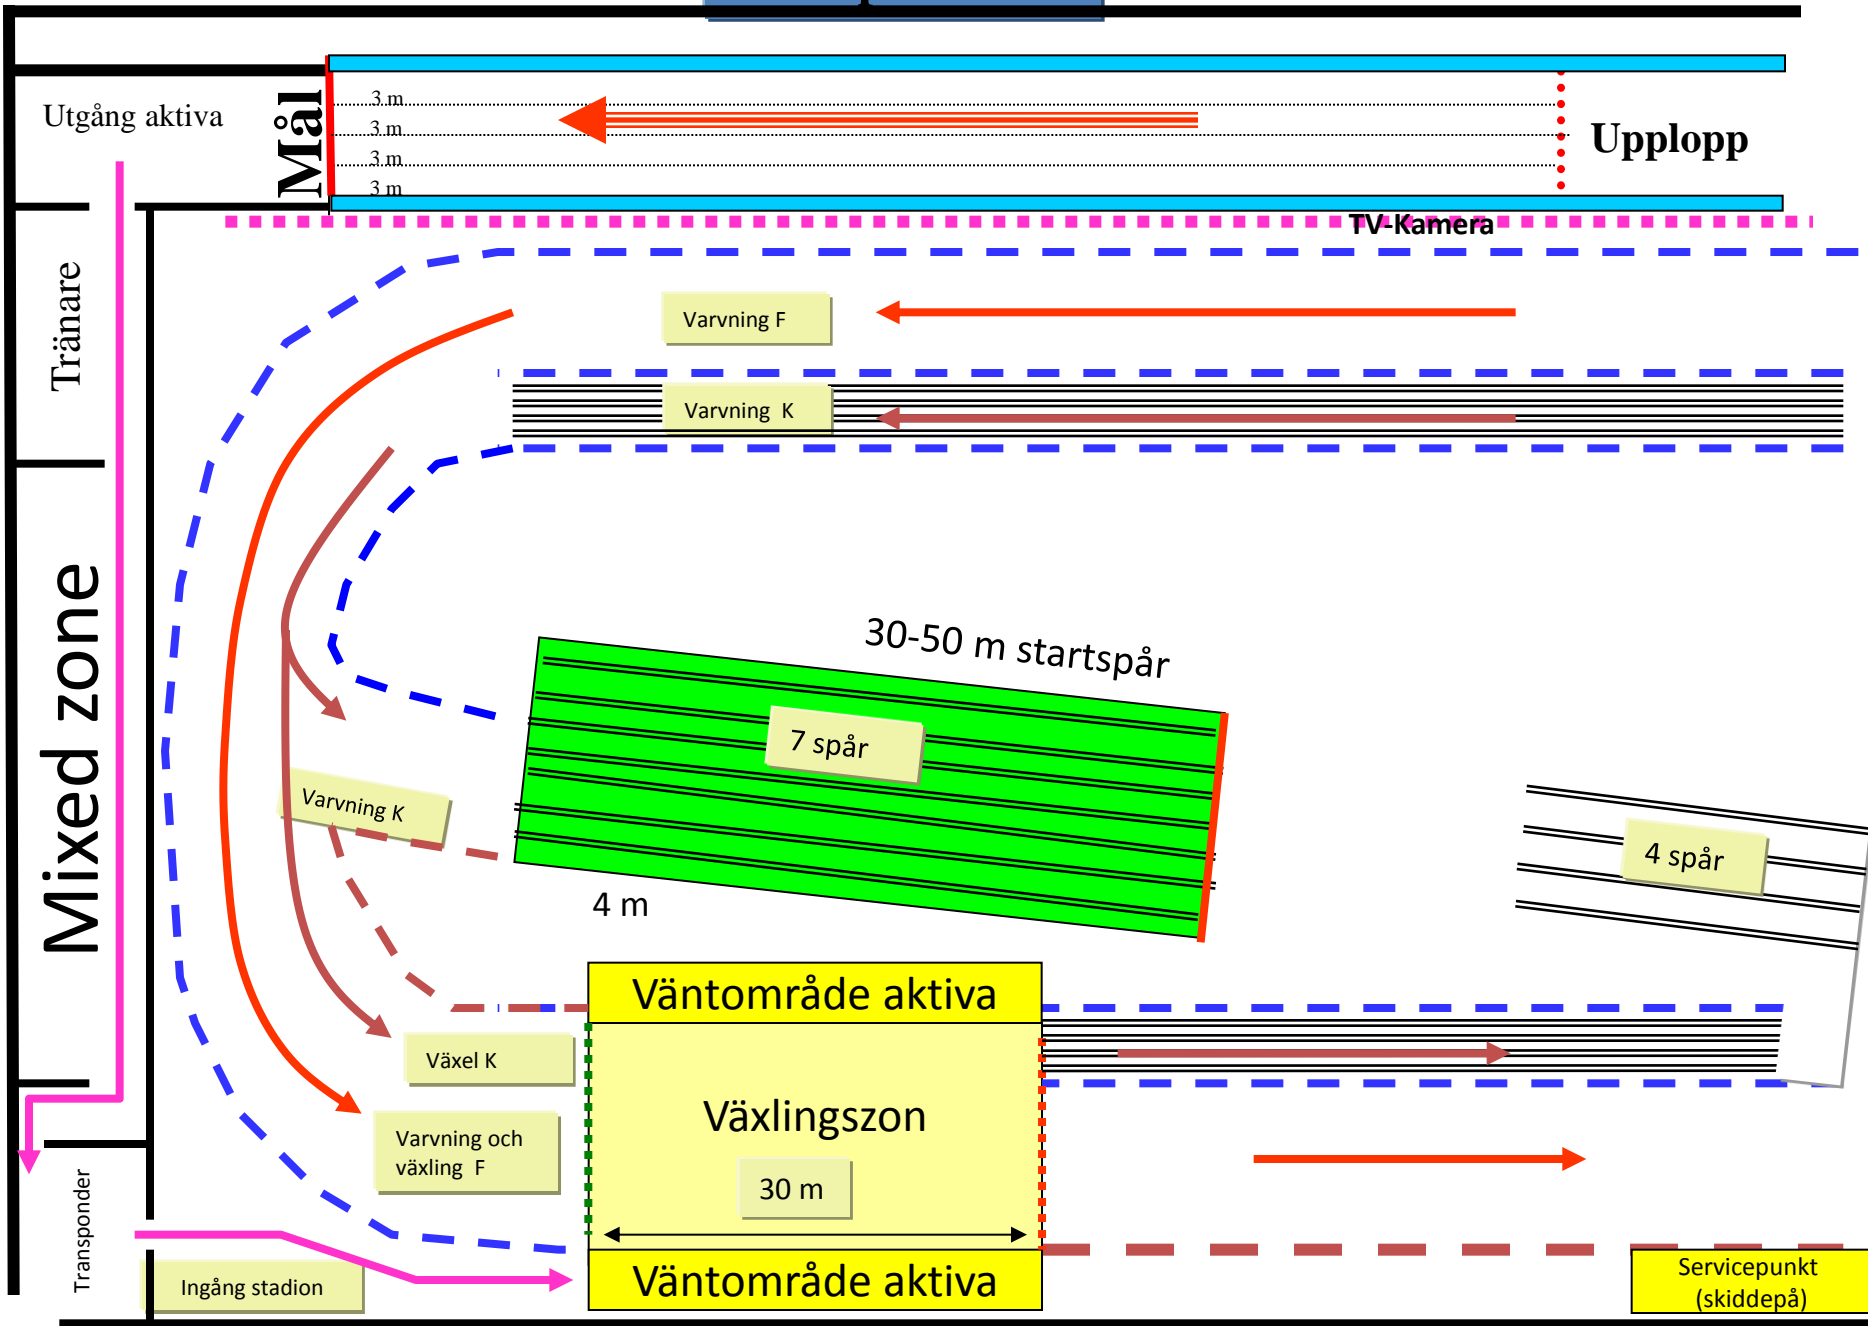 Utgång aktiva
Mål
3 m
3 m
3 m
3 m
Upplopp
TV-Kamera
Tränare
Varvning F
Varvning K
Mixed zone
30-50 m startspår
7 spår
Varvning K
4 spår
4 m
Väntområde aktiva
Växel K
Växlingszon
Varvning och
växling F
30 m
Transponder
Ingång stadion
Väntområde aktiva
Servicepunkt
(skiddepå)